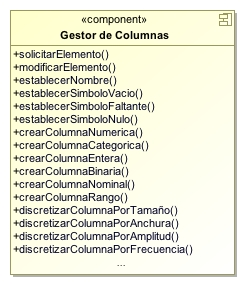 «component»
Gestor de Columnas
+solicitarElemento()
+modificarElemento()
+establecerNombre()
+establecerSimboloVacio()
+establecerSimboloFaltante()
+establecerSimboloNulo()
+crearColumnaNumerica()
+crearColumnaCategorica()
+crearColumnaEntera()
+crearColumnaBinaria()
+crearColumnaNominal()
+crearColumnaRango()
+discretizarColumnaPorTamaño()
+discretizarColumnaPorAnchura()
+discretizarColumnaPorAmplitud()
+discretizarColumnaPorFrecuencia()
...